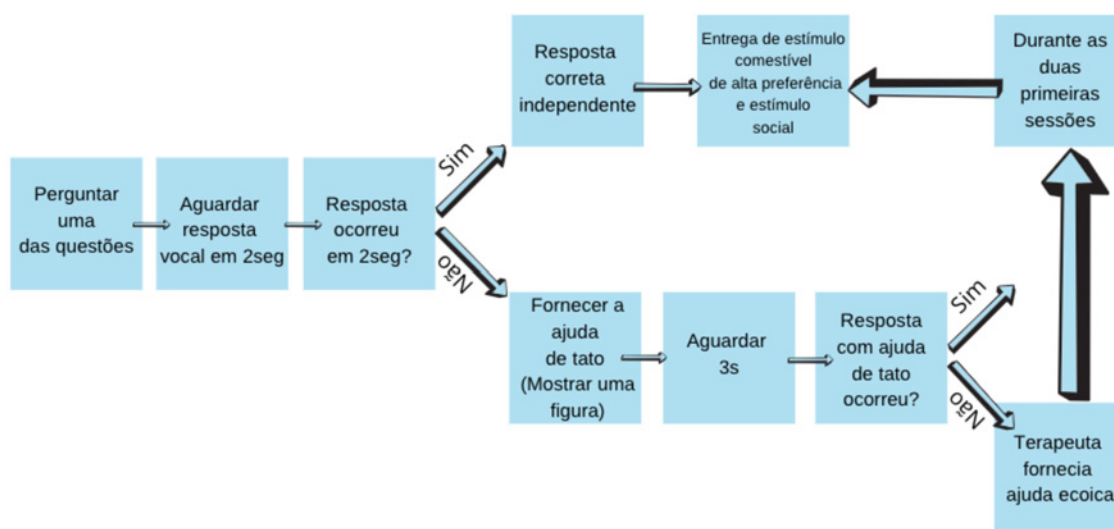 Perguntar
uma
das questões
Aguardar
resposta
vocal em 2seg
Resposta
ocorreu
em 2seg?
Sim
Resposta
correta
independente
Entrega de estímulo
comestível
de alta preferência
e estímulo
social
Durante as
duas
primeiras
sessões
Não
Fornecer a
ajuda
de tato
(Mostrar uma
figura)
Aguardar
3s
Resposta
com ajuda
de tato
ocorreu?
Sim
Não
Terapeuta
fornecia
ajuda ecoica